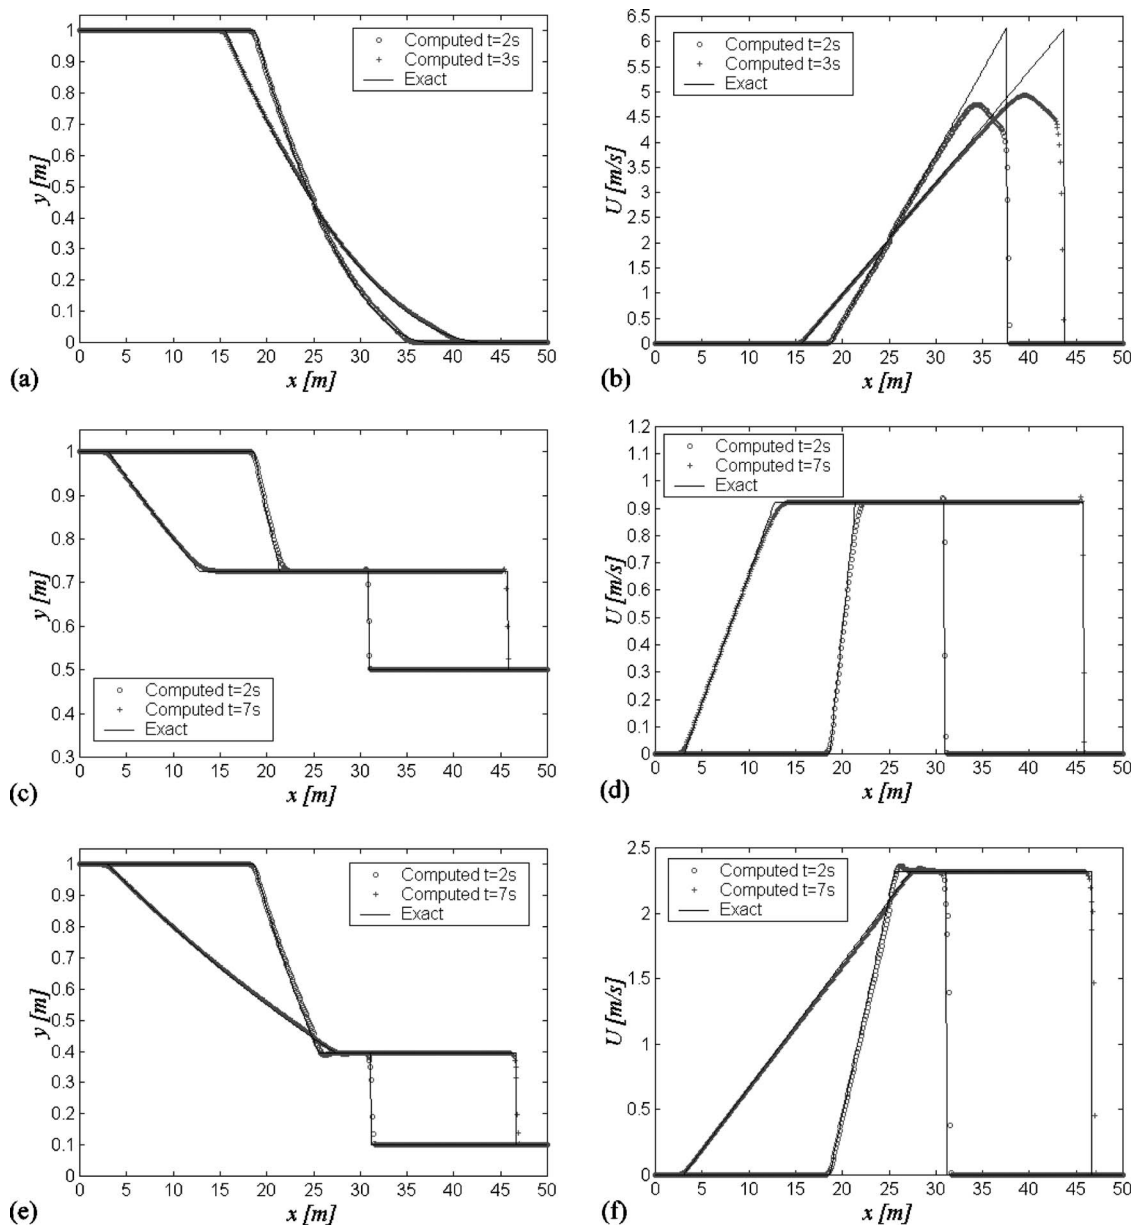 1
0.9
0.8
0.7
0.6
0.5
0.4
0.3
0.2
0.1
0
y [m]
Computed t=2s
Computed t=3s
Exact
0 5 10 15 20 25 30 35 40 45 50
x [m]
(a)
6.5
6
5.5
5
4.5
4
3.5
3
2.5
2
1.5
1
0.5
0
U [m/s]
Computed t=2s
Computed t=3s
Exact
0 5 10 15 20 25 30 35 40 45 50
x [m]
(b)
1
0.9
0.8
0.7
0.6
0.5
0.4
0.3
y [m]
Computed t=2s
Computed t=7s
Exact
0 5 10 15 20 25 30 35 40 45 50
x [m]
(c)
1.2
1.1
1
0.9
0.8
0.7
0.6
0.5
0.4
0.3
0.2
0.1
0
U [m/s]
Computed t=2s
Computed t=7s
Exact
0 5 10 15 20 25 30 35 40 45 50
x [m]
(d)
1
0.9
0.8
0.7
0.6
0.5
0.4
0.3
0.2
0.1
0
y [m]
Computed t=2s
Computed t=7s
Exact
0 5 10 15 20 25 30 35 40 45 50
x [m]
(e)
2.5
2
1.5
1
0.5
0
U [m/s]
Computed t=2s
Computed t=7s
Exact
0 5 10 15 20 25 30 35 40 45 50
x [m]
(f)